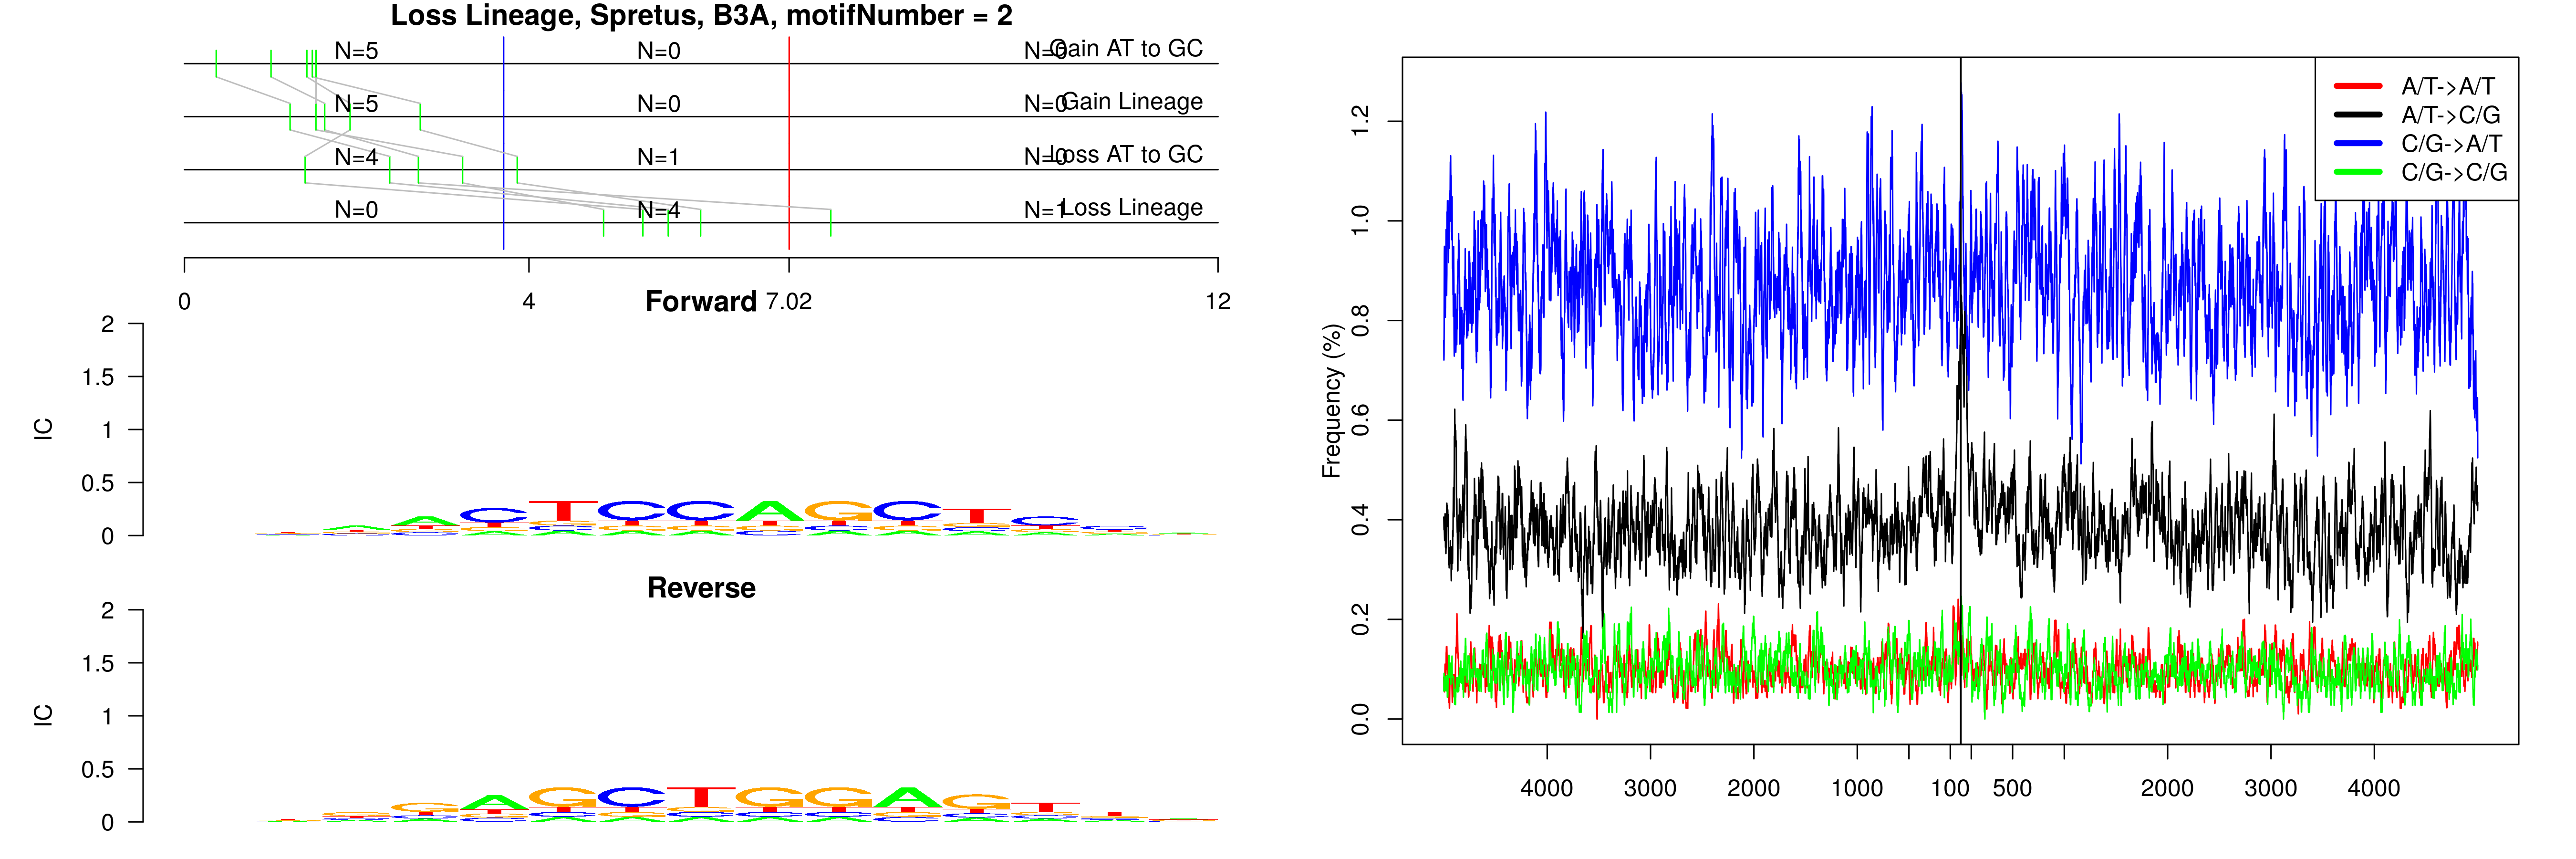 Loss Lineage, Spretus, B3A, motifNumber = 2
N=5 N=0 N=0 Gain AT to GC
N=5 N=0 N=0 Gain Lineage
N=4 N=1 N=0 Loss AT to GC
N=0 N=4 N=1 Loss Lineage
0 4 7.02 12
Forward
2
1.5
1
0.5
0
IC
ACTCCAGCTC
Reverse
2
1.5
1
0.5
0
IC
GAGCTGGAGT
A/T->A/T
A/T->C/G
C/G->A/T
C/G->C/G
1.2
1.0
0.8
0.6
0.4
0.2
0.0
Frequency (%)
4000 3000 2000 1000 100 500 2000 3000 4000